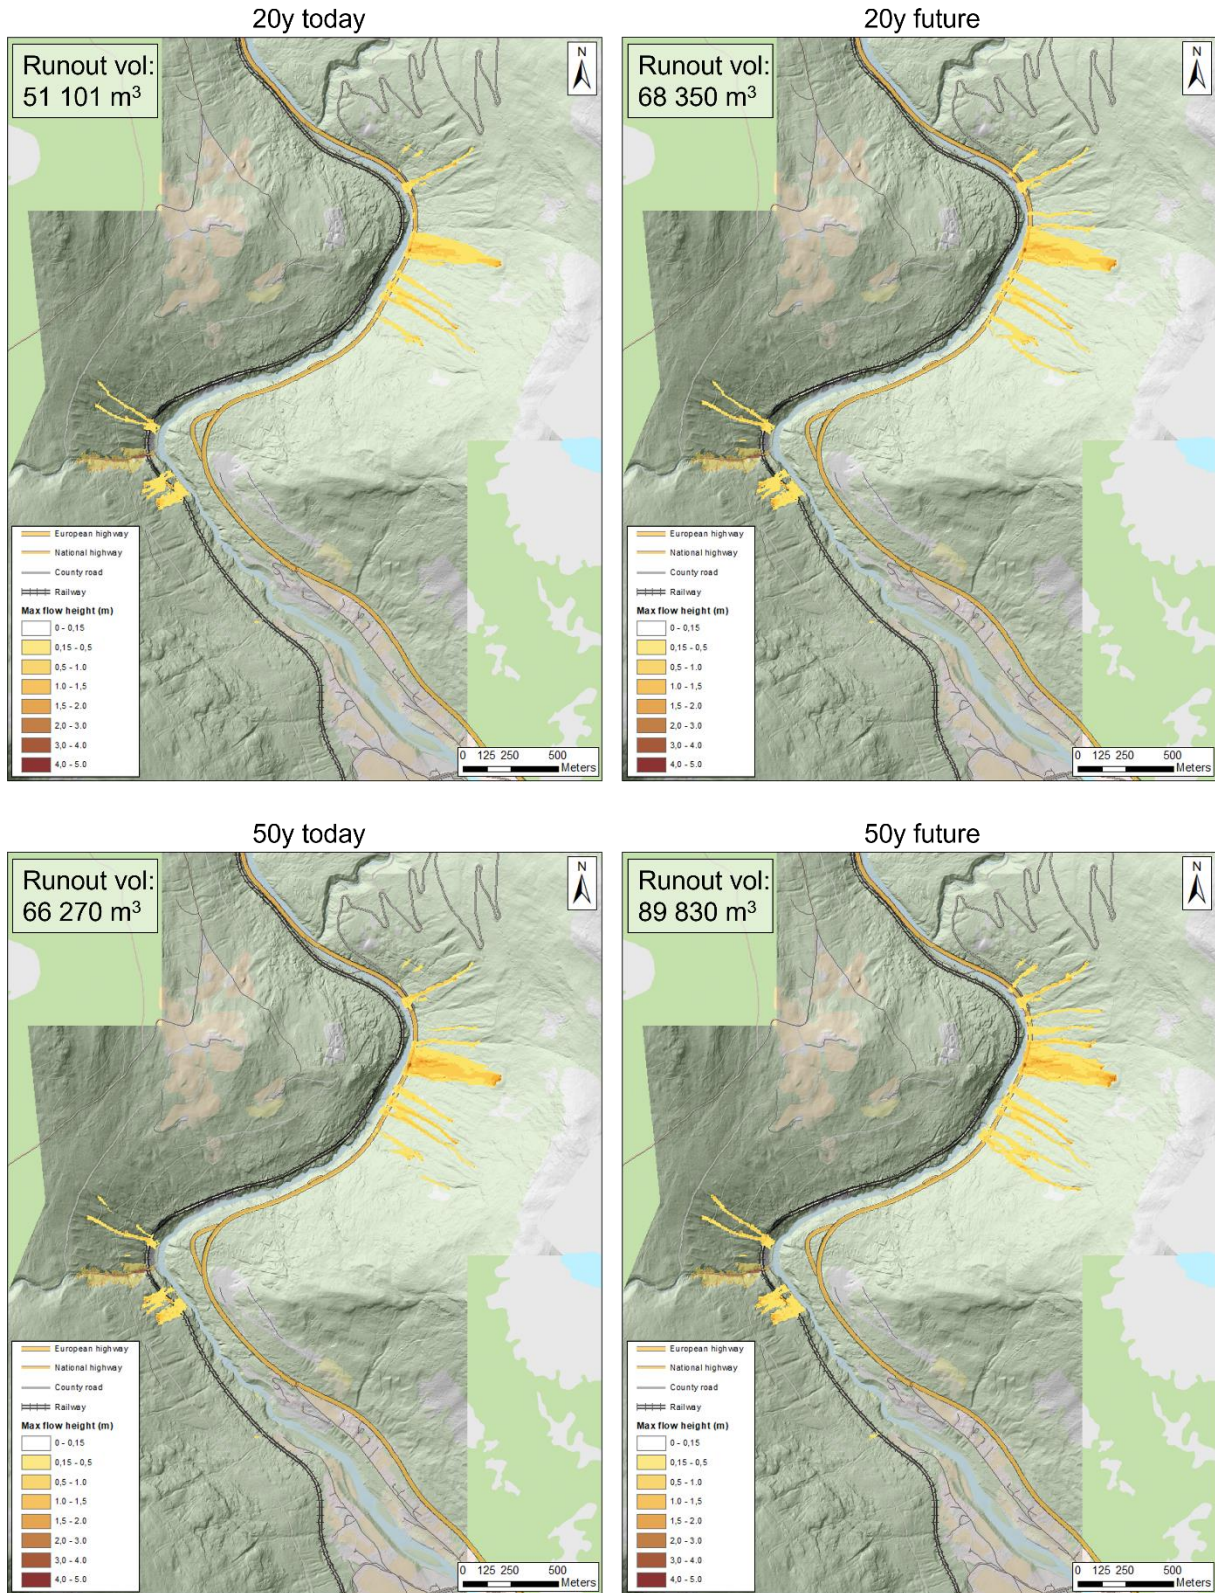 20y today
Runout vol:
51 101 m³
N
European highway
National highway
County road
Railway
Max flow height (m)
0 - 0,15
0,15 - 0,5
0,5 - 1.0
1.0 - 1,5
1,5 - 2.0
2,0 - 3.0
3,0 - 4.0
4,0 - 5.0
0 125 250 500
Meters
20y future
Runout vol:
68 350 m³
N
European highway
National highway
County road
Railway
Max flow height (m)
0 - 0,15
0,15 - 0,5
0,5 - 1.0
1.0 - 1,5
1,5 - 2.0
2,0 - 3.0
3,0 - 4.0
4,0 - 5.0
0 125 250 500
Meters
50y today
Runout vol:
66 270 m³
N
European highway
National highway
County road
Railway
Max flow height (m)
0 - 0,15
0,15 - 0,5
0,5 - 1.0
1.0 - 1,5
1,5 - 2.0
2,0 - 3.0
3,0 - 4.0
4,0 - 5.0
0 125 250 500
Meters
50y future
Runout vol:
89 830 m³
N
European highway
National highway
County road
Railway
Max flow height (m)
0 - 0,15
0,15 - 0,5
0,5 - 1.0
1.0 - 1,5
1,5 - 2.0
2,0 - 3.0
3,0 - 4.0
4,0 - 5.0
0 125 250 500
Meters